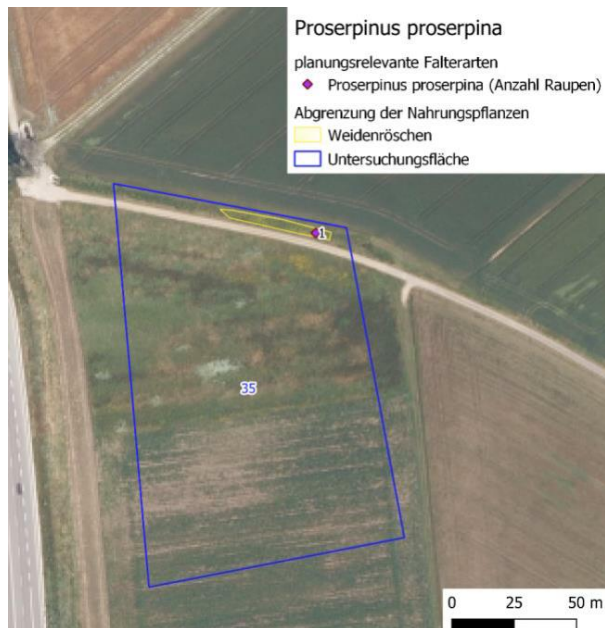 Proserpinus proserpina
planungsrelevante Falterarten
Proserpinus proserpina (Anzahl Raupen)
Abgrenzung der Nahrungspflanzen
Weidenröschen
Untersuchungsfläche
1
35
0 25 50 m